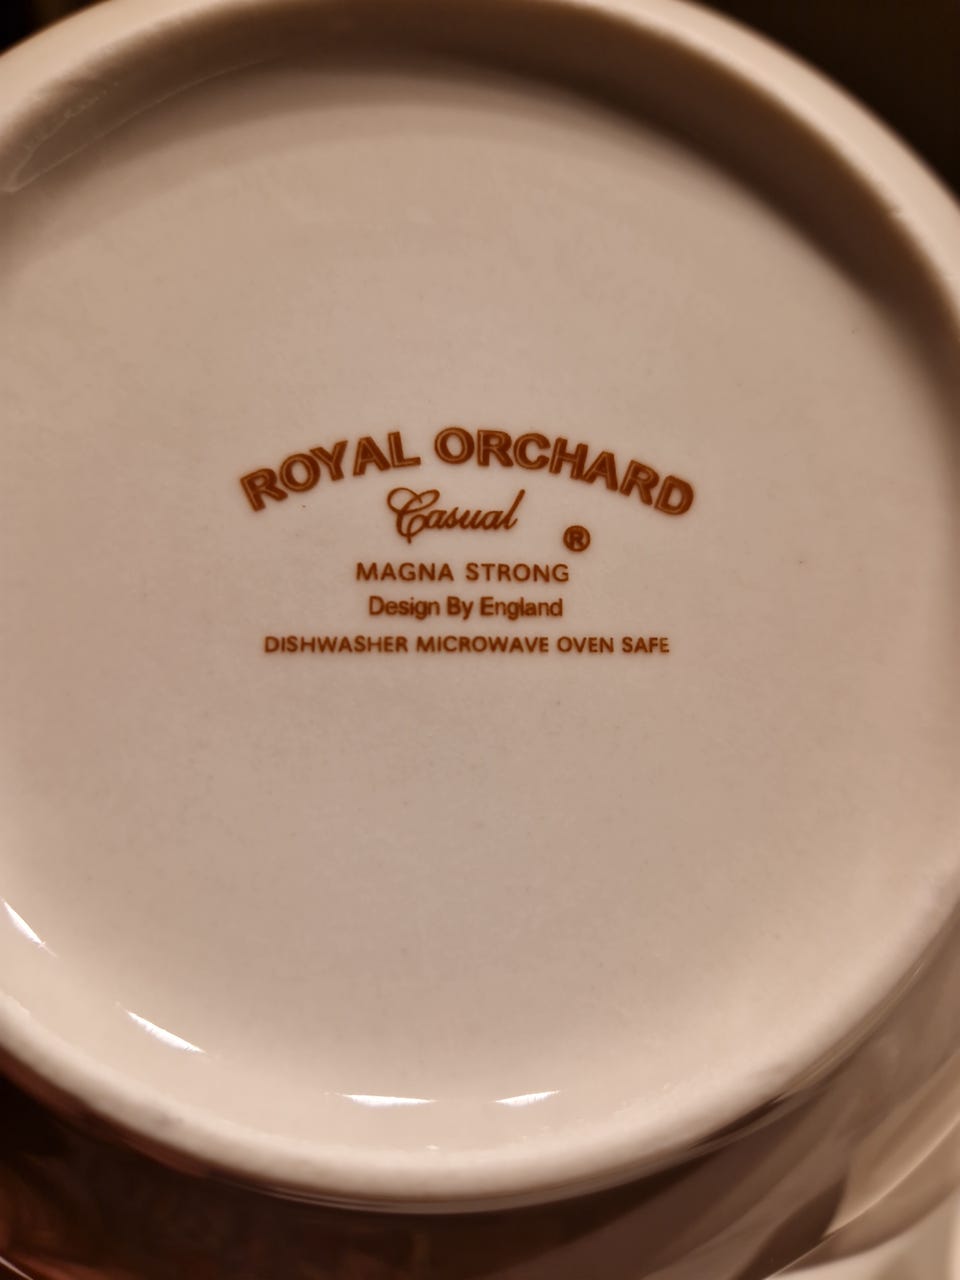 ROYAL ORCHARD
Casual
®
MAGNA STRONG
Design By England
DISHWASHER MICROWAVE OVEN SAFE